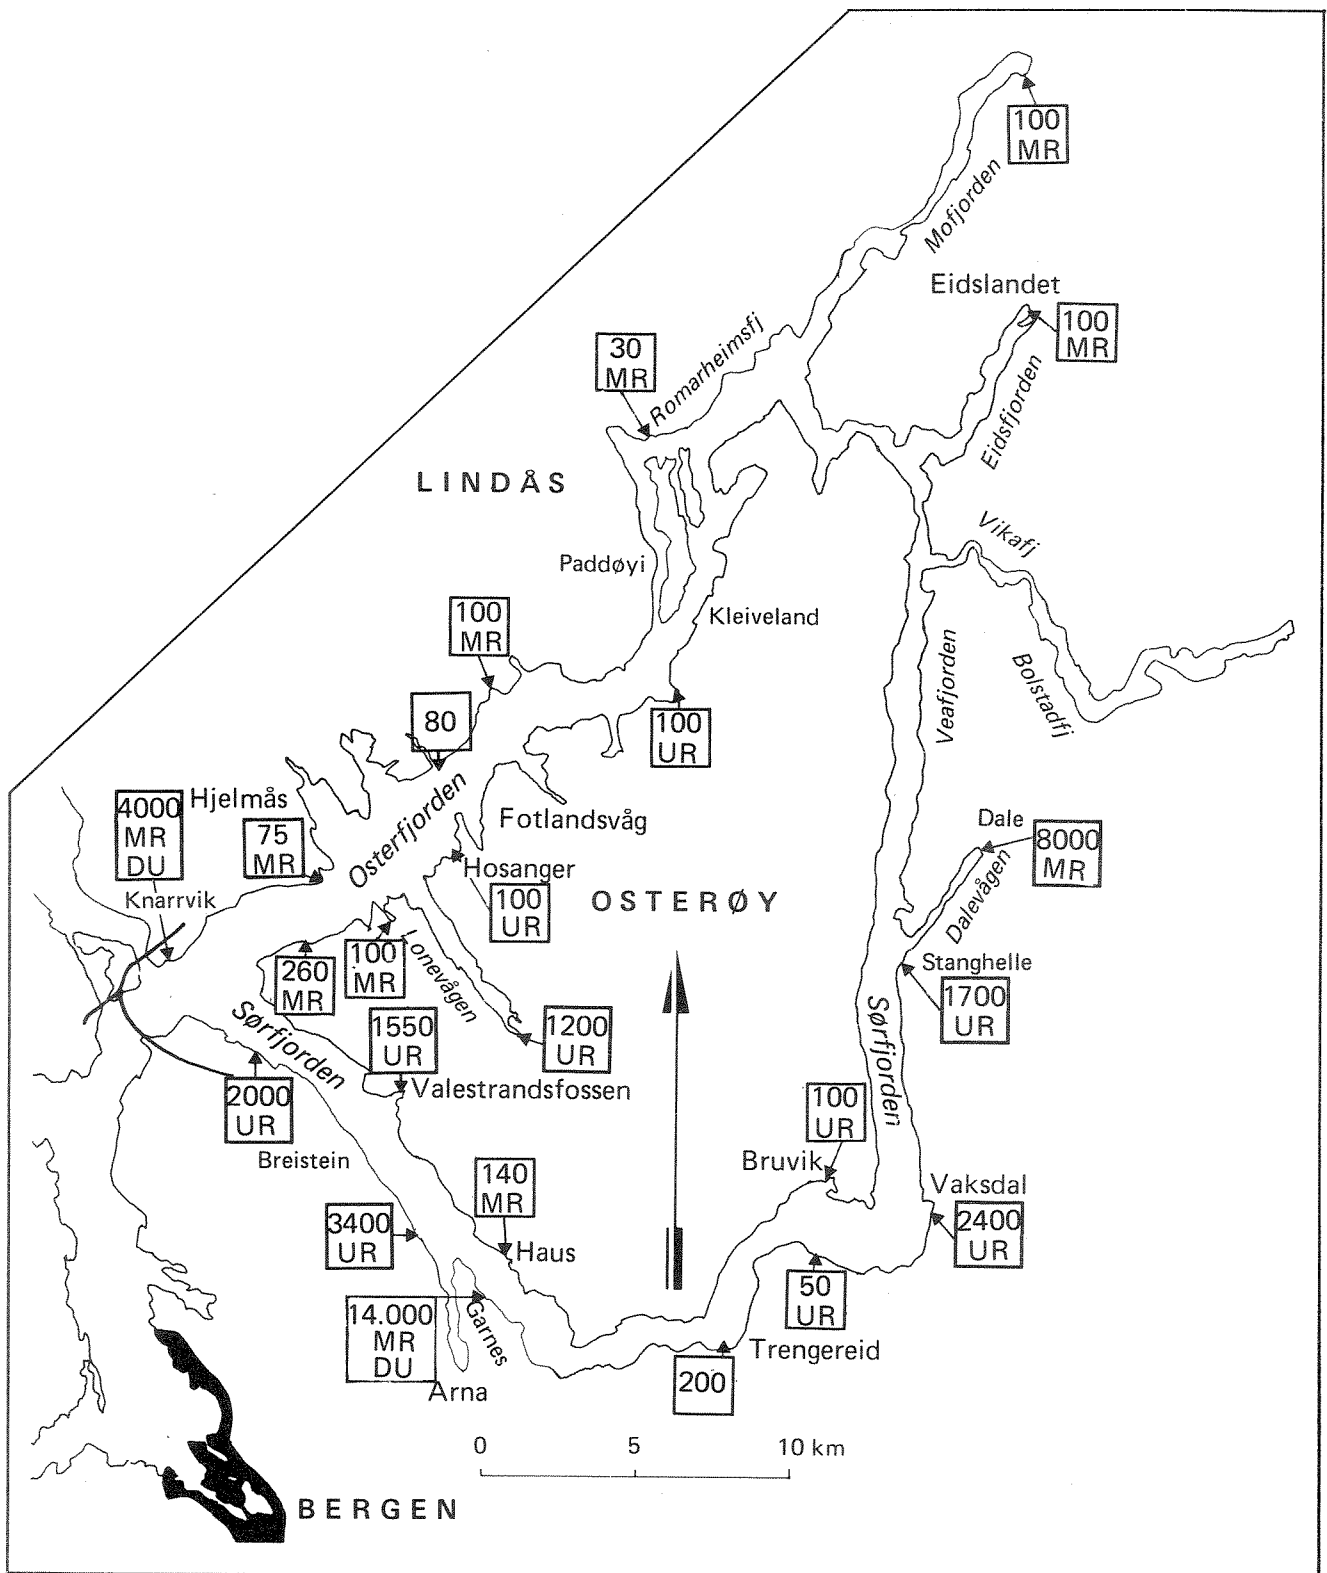 100
MR
Mofjorden
Eidslandet
100
MR
Eidsfjorden
30
MR
Romarheimsfj
LINDÅS
Vikafj
Paddøyi
Kleiveland
100
MR
Bolstadfj
Veafjorden
80
100
UR
Hjelmås
4000
MR
DU
75
MR
Osterfjorden
Fotlandsvåg
Dale
8000
MR
Dalevågen
Hosanger
100
UR
OSTERØY
Knarrvik
260
MR
100
MR
Lonevågen
Stanghelle
1700
UR
Sørfjorden
1550
UR
1200
UR
Sørfjorden
Valestrandsfossen
2000
UR
Breistein
100
UR
Bruvik
140
MR
Vaksdal
2400
UR
3400
UR
Haus
50
UR
14.000
MR
DU
Garnes
Arna
Trengereid
200
0 5 10 km
BERGEN